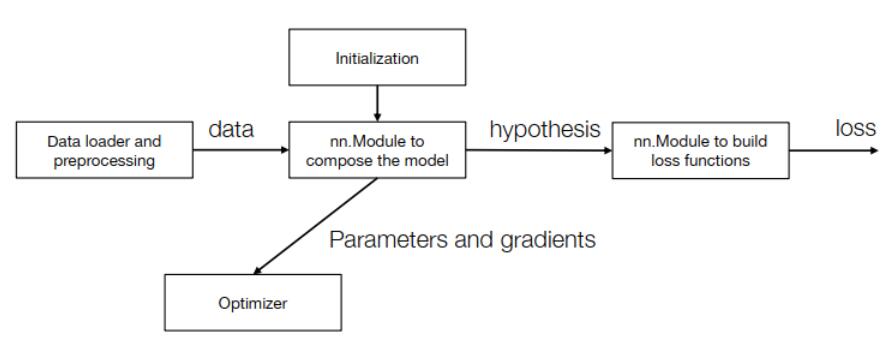 Initialization
Data loader and
preprocessing
data
nn.Module to
compose the model
hypothesis
nn.Module to build
loss functions
loss
Parameters and gradients
Optimizer